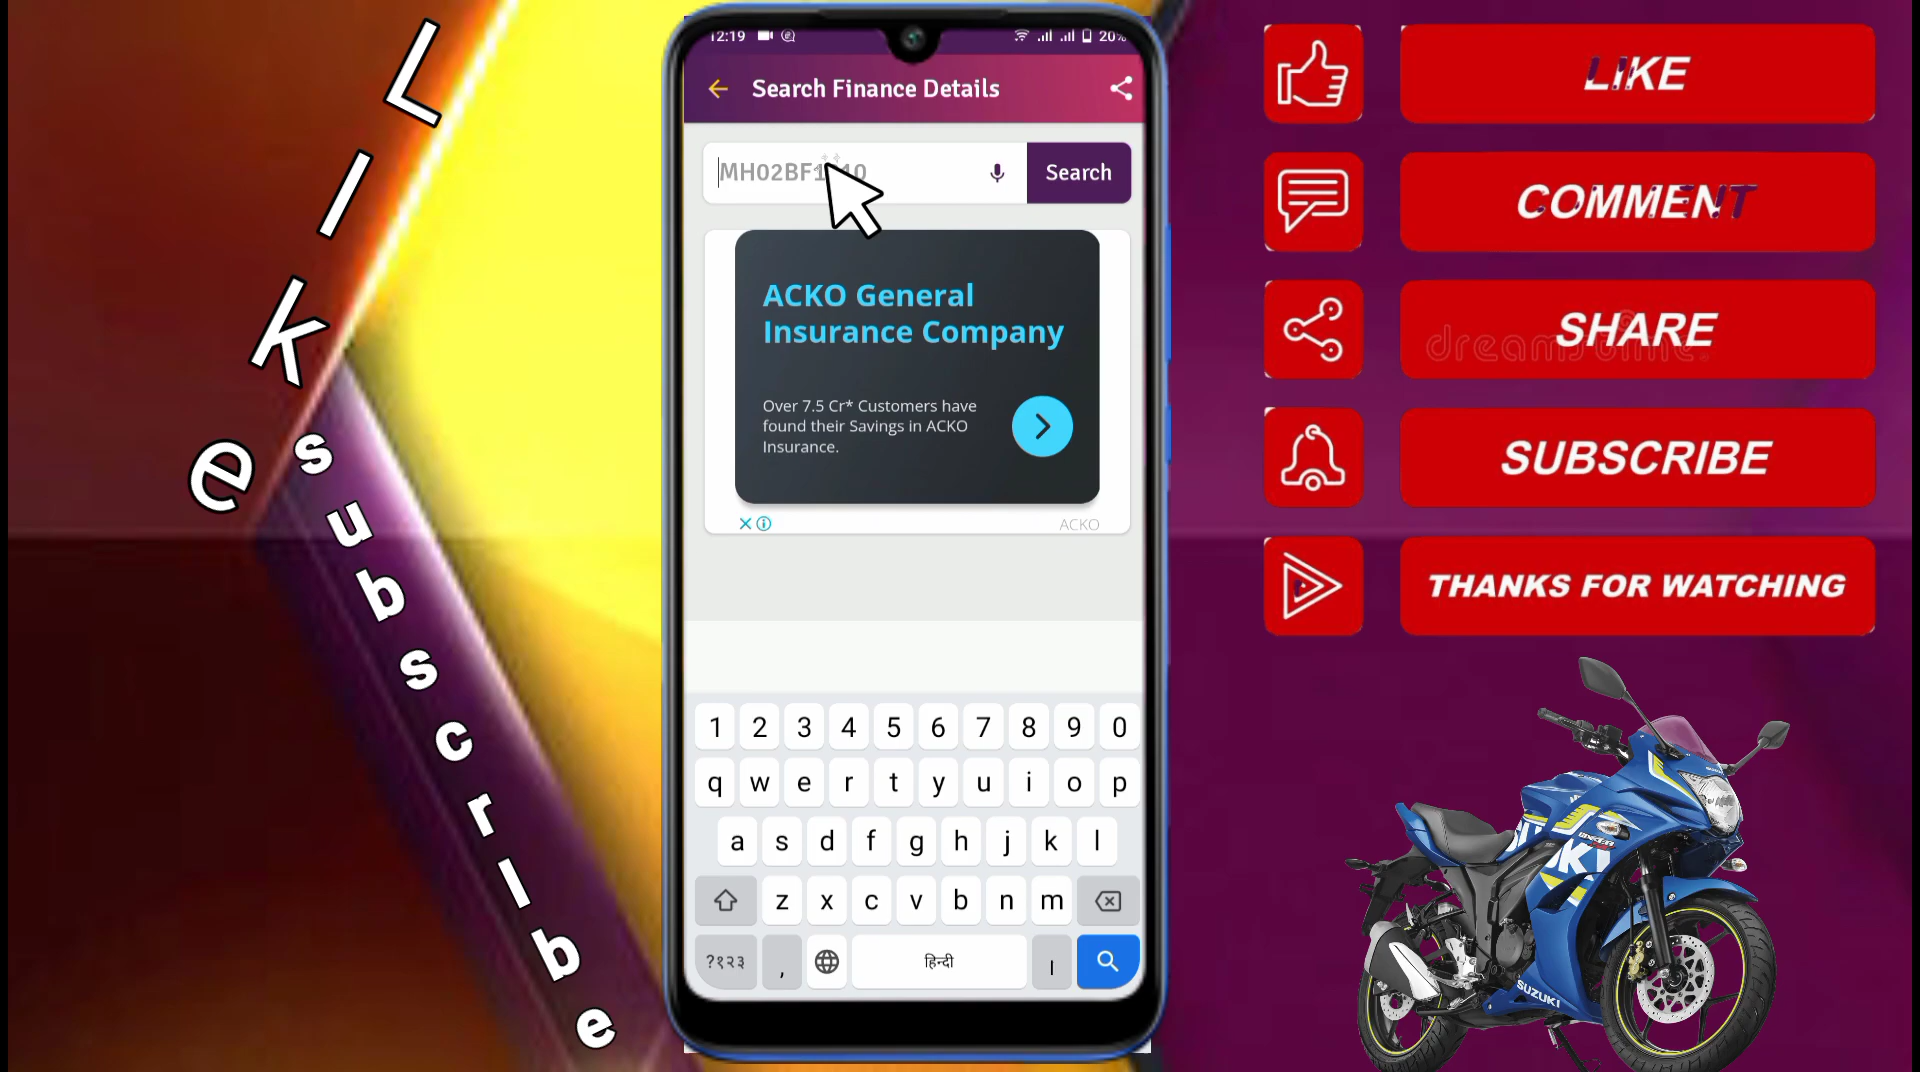 L
I
k
e
s
u
b
s
c
r
I
b
e
12:19
20%
Search Finance Details
Search
ACKO General
Insurance Company
Over 7.5 Cr* Customers have
found their Savings in ACKO
Insurance.
ACKO
1 2 3 4 5 6 7 8 9 0
q w e r t y u i o p
a s d f g h j k l
z x c v b n m
?१२३ , हिन्दी ।
LIKE
COMMENT
SHARE
SUBSCRIBE
THANKS FOR WATCHING
SUZUKI